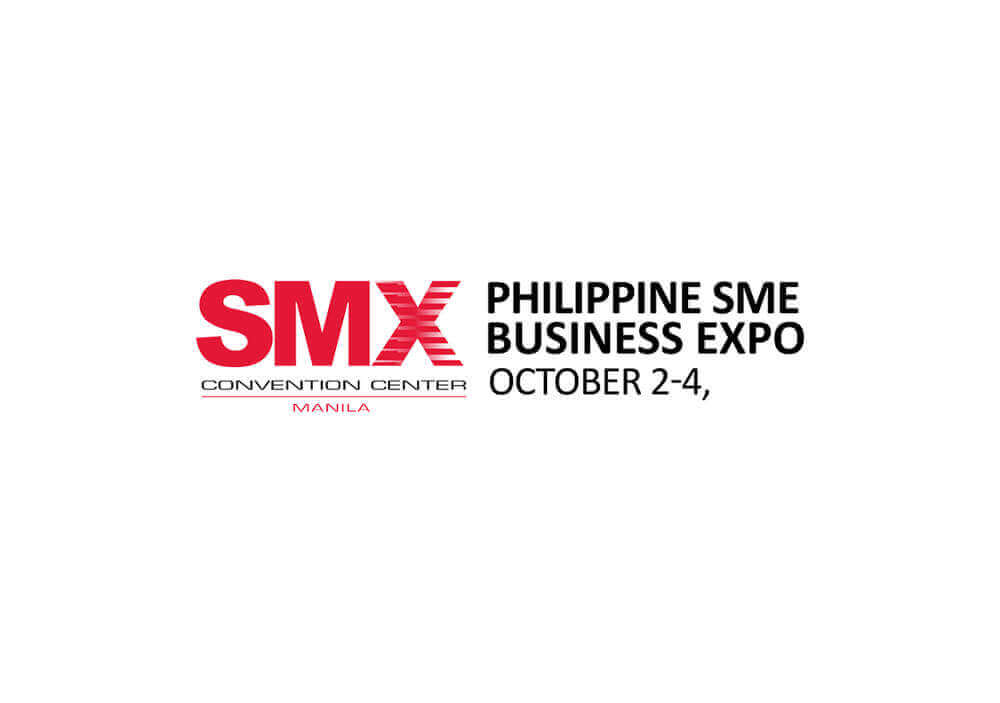 SMX
CONVENTION CENTER
MANILA
PHILIPPINE SME
BUSINESS EXPO
OCTOBER 2-4,